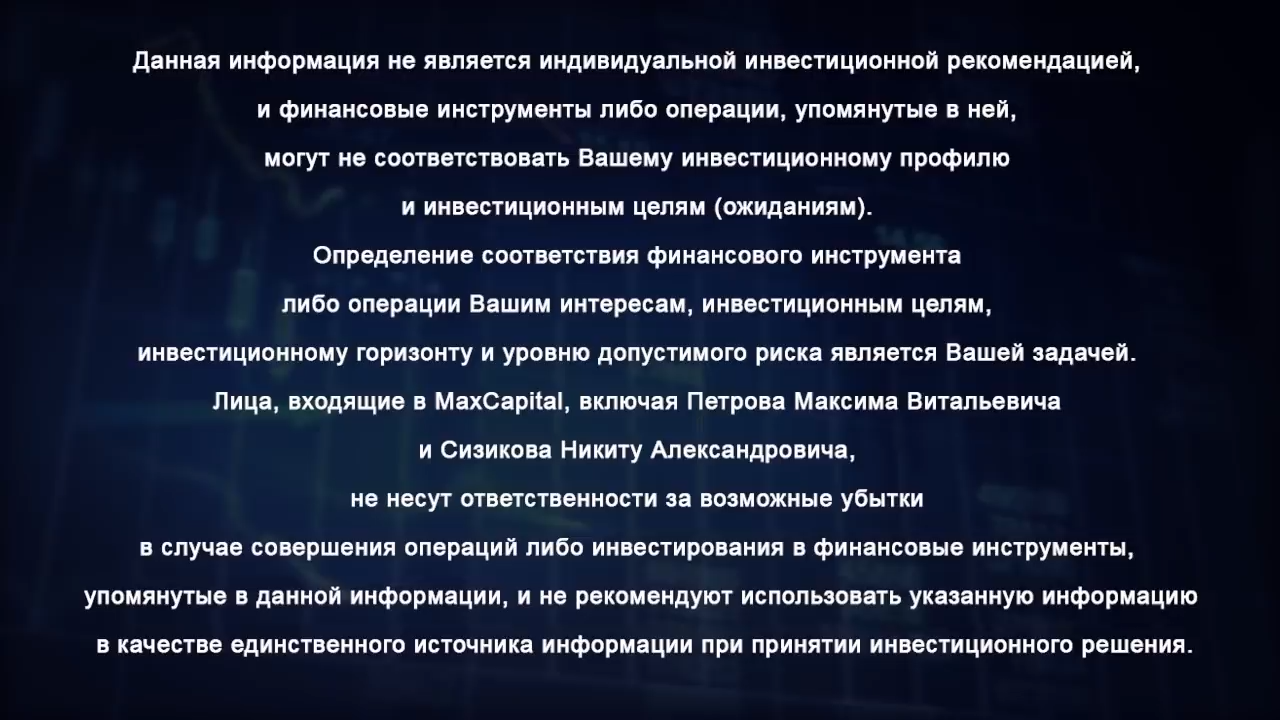 Данная информация не является индивидуальной инвестиционной рекомендацией,
и финансовые инструменты либо операции, упомянутые в ней,
могут не соответствовать Вашему инвестиционному профилю
и инвестиционным целям (ожиданиям).
Определение соответствия финансового инструмента
либо операции Вашим интересам, инвестиционным целям,
инвестиционному горизонту и уровню допустимого риска является Вашей задачей.
Лица, входящие в MaxCapital, включая Петрова Максима Витальевича
и Сизикова Никиту Александровича,
не несут ответственности за возможные убытки
в случае совершения операций либо инвестирования в финансовые инструменты,
упомянутые в данной информации, и не рекомендуют использовать указанную информацию
в качестве единственного источника информации при принятии инвестиционного решения.